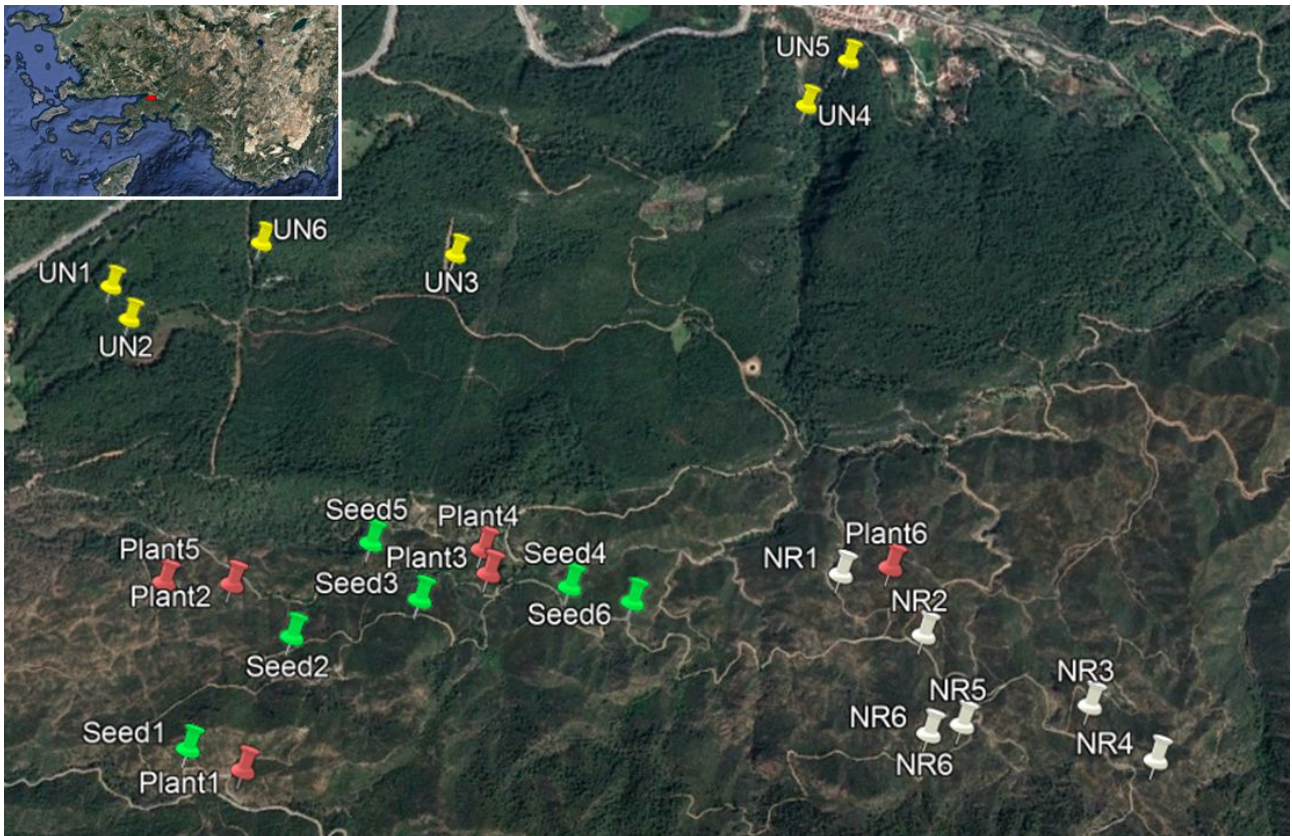 UN5
UN4
UN6
UN1
UN3
UN2
Seed5
Plant4
Plant5
Plant3
Seed4
NR1
Plant6
Plant2
Seed3
Seed6
NR2
Seed2
NR3
NR5
Seed1
NR6
NR4
NR6
Plant1